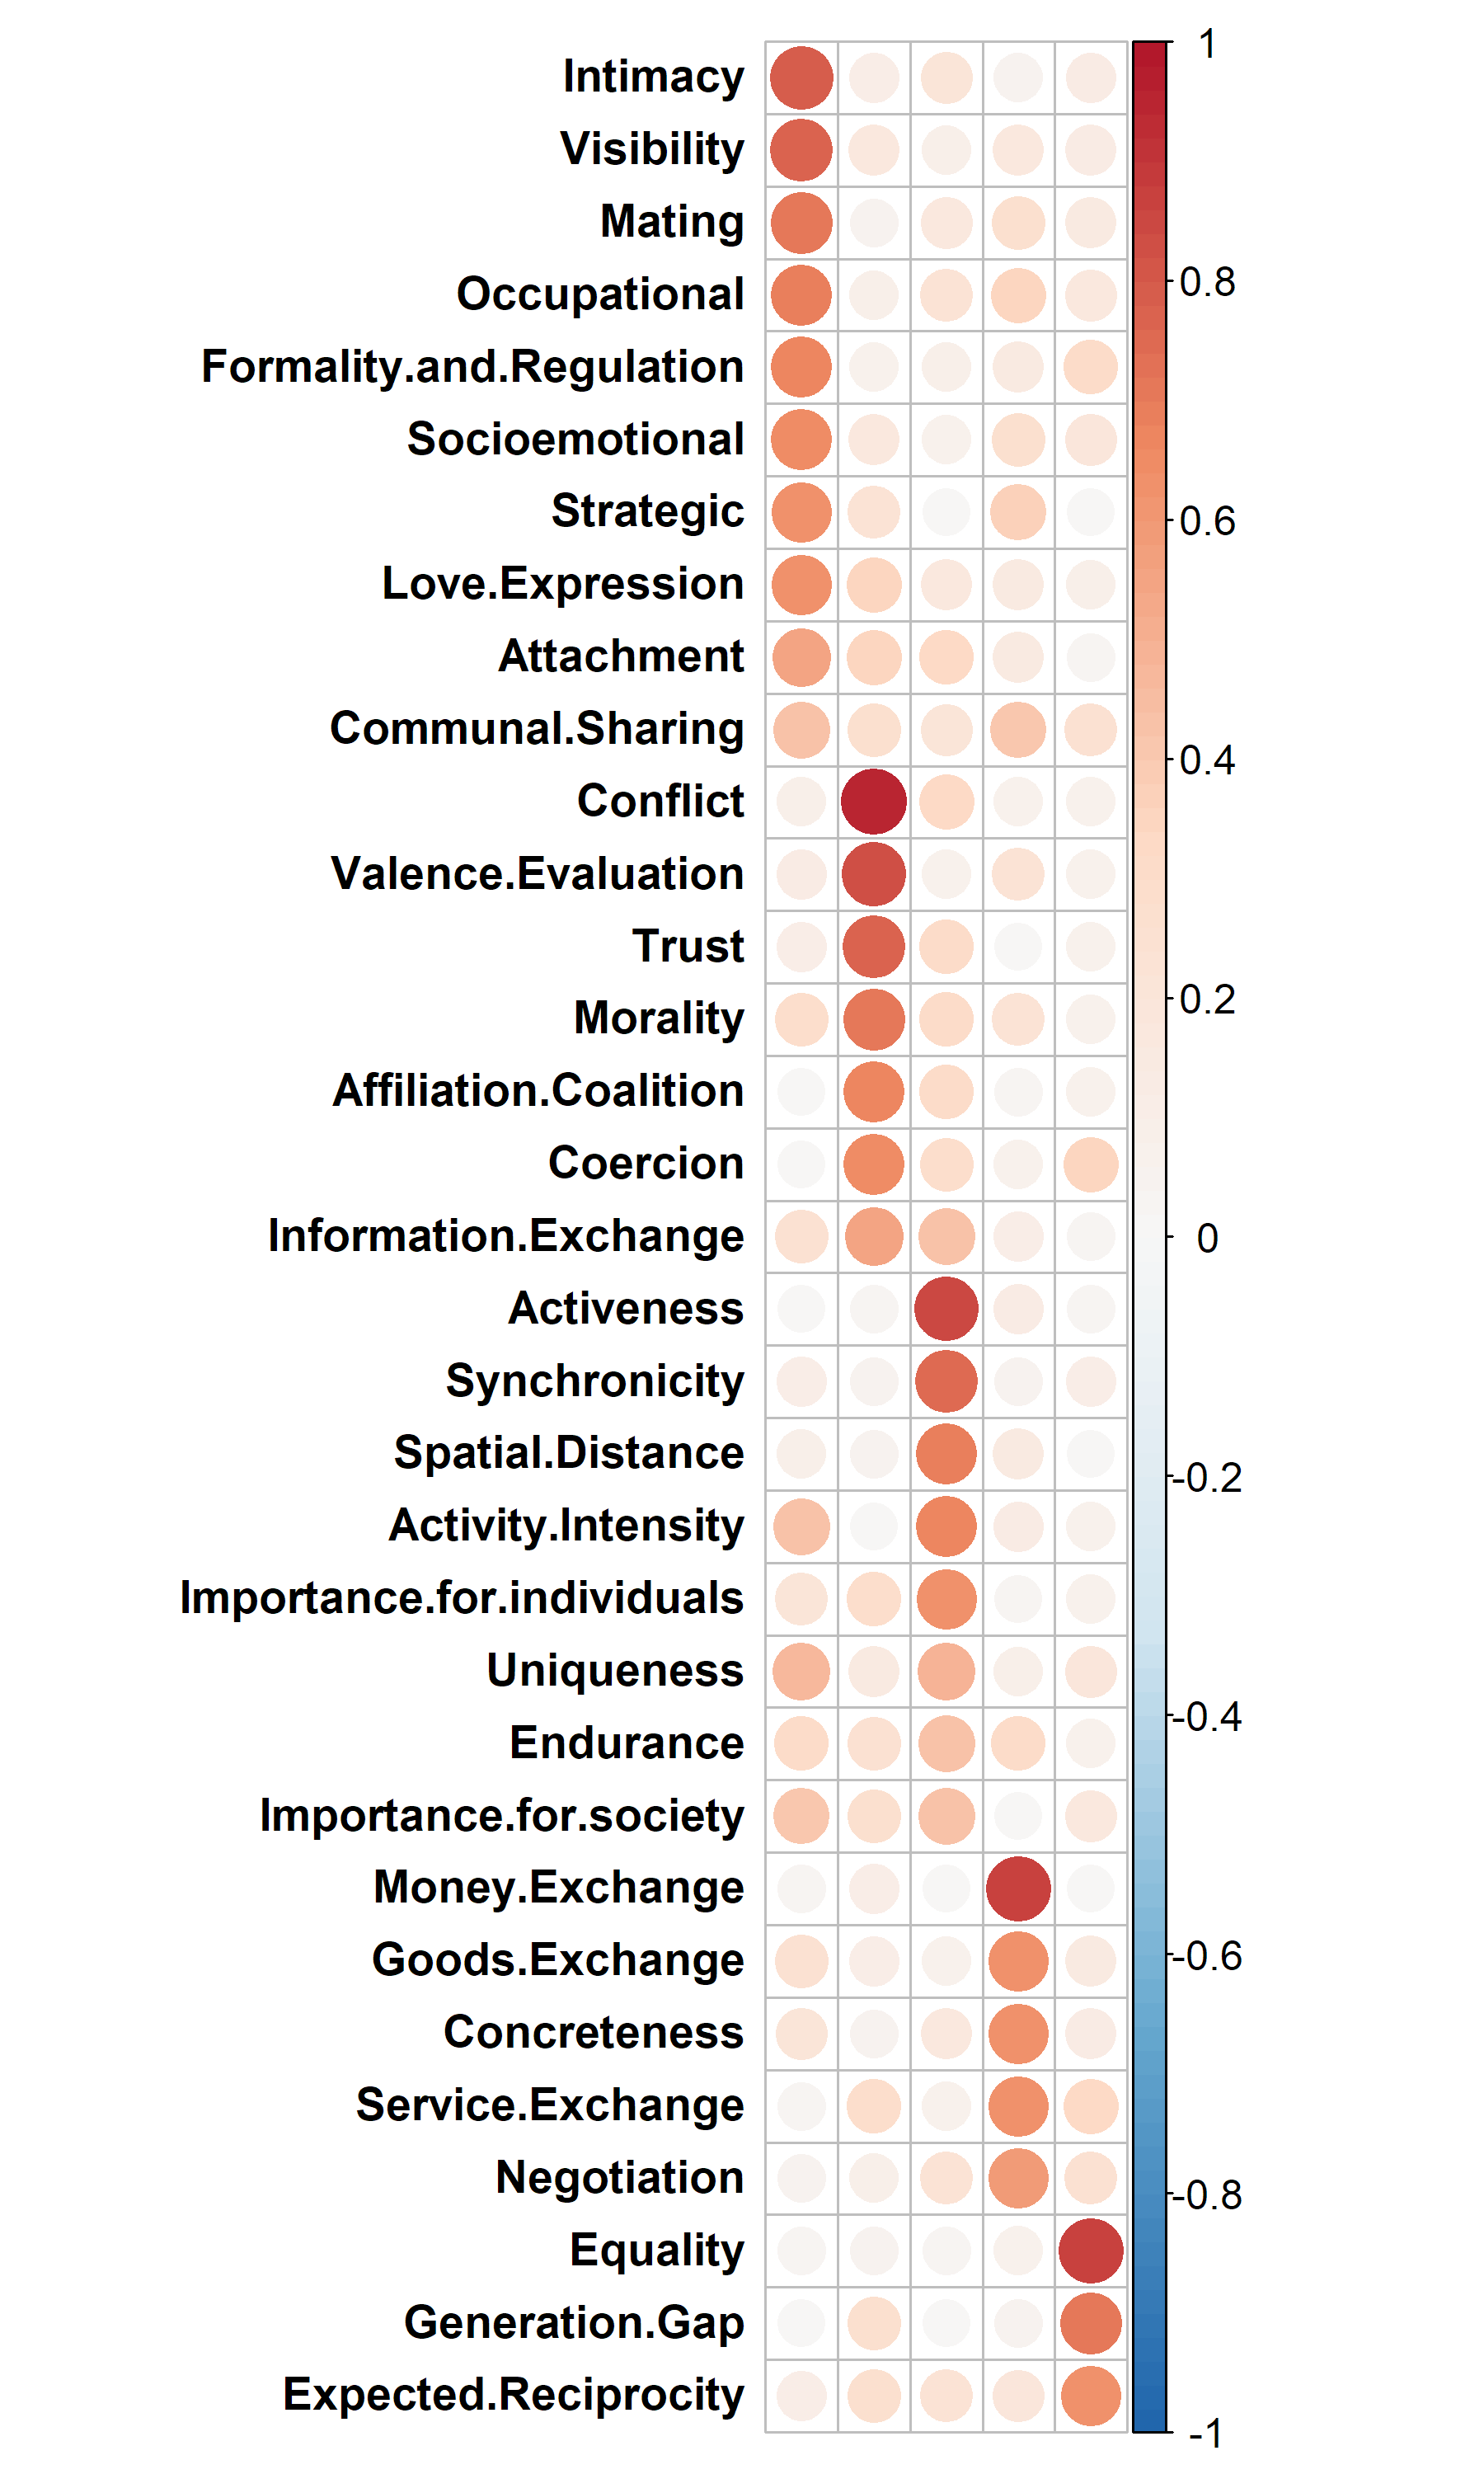 Intimacy
Visibility
Mating
Occupational
Formality.and.Regulation
Socioemotional
Strategic
Love.Expression
Attachment
Communal.Sharing
Conflict
Valence.Evaluation
Trust
Morality
Affiliation.Coalition
Coercion
Information.Exchange
Activeness
Synchronicity
Spatial.Distance
Activity.Intensity
Importance.for.individuals
Uniqueness
Endurance
Importance.for.society
Money.Exchange
Goods.Exchange
Concreteness
Service.Exchange
Negotiation
Equality
Generation.Gap
Expected.Reciprocity
1
0.8
0.6
0.4
0.2
0
-0.2
-0.4
-0.6
-0.8
-1